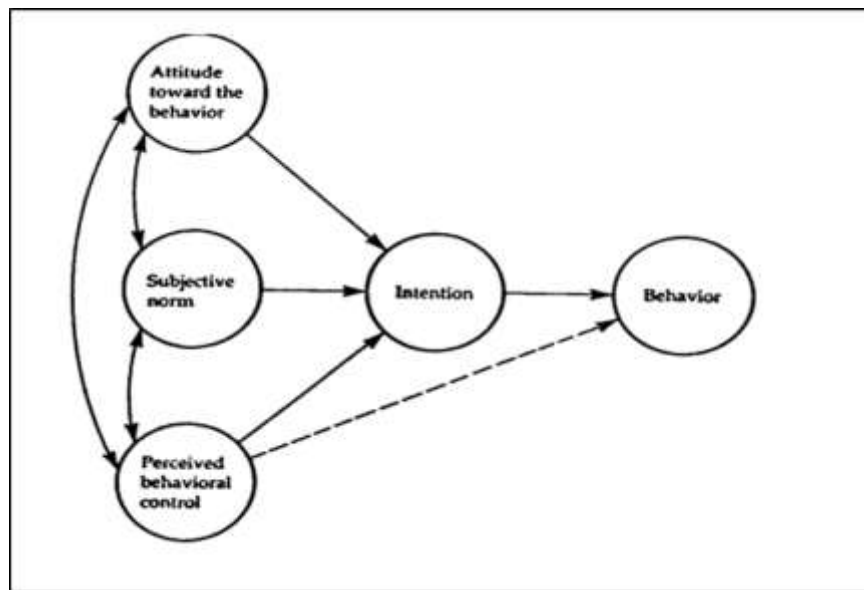 Attitude
toward the
behavior
Subjective
norm
Intention
Behavior
Perceived
behavioral
control